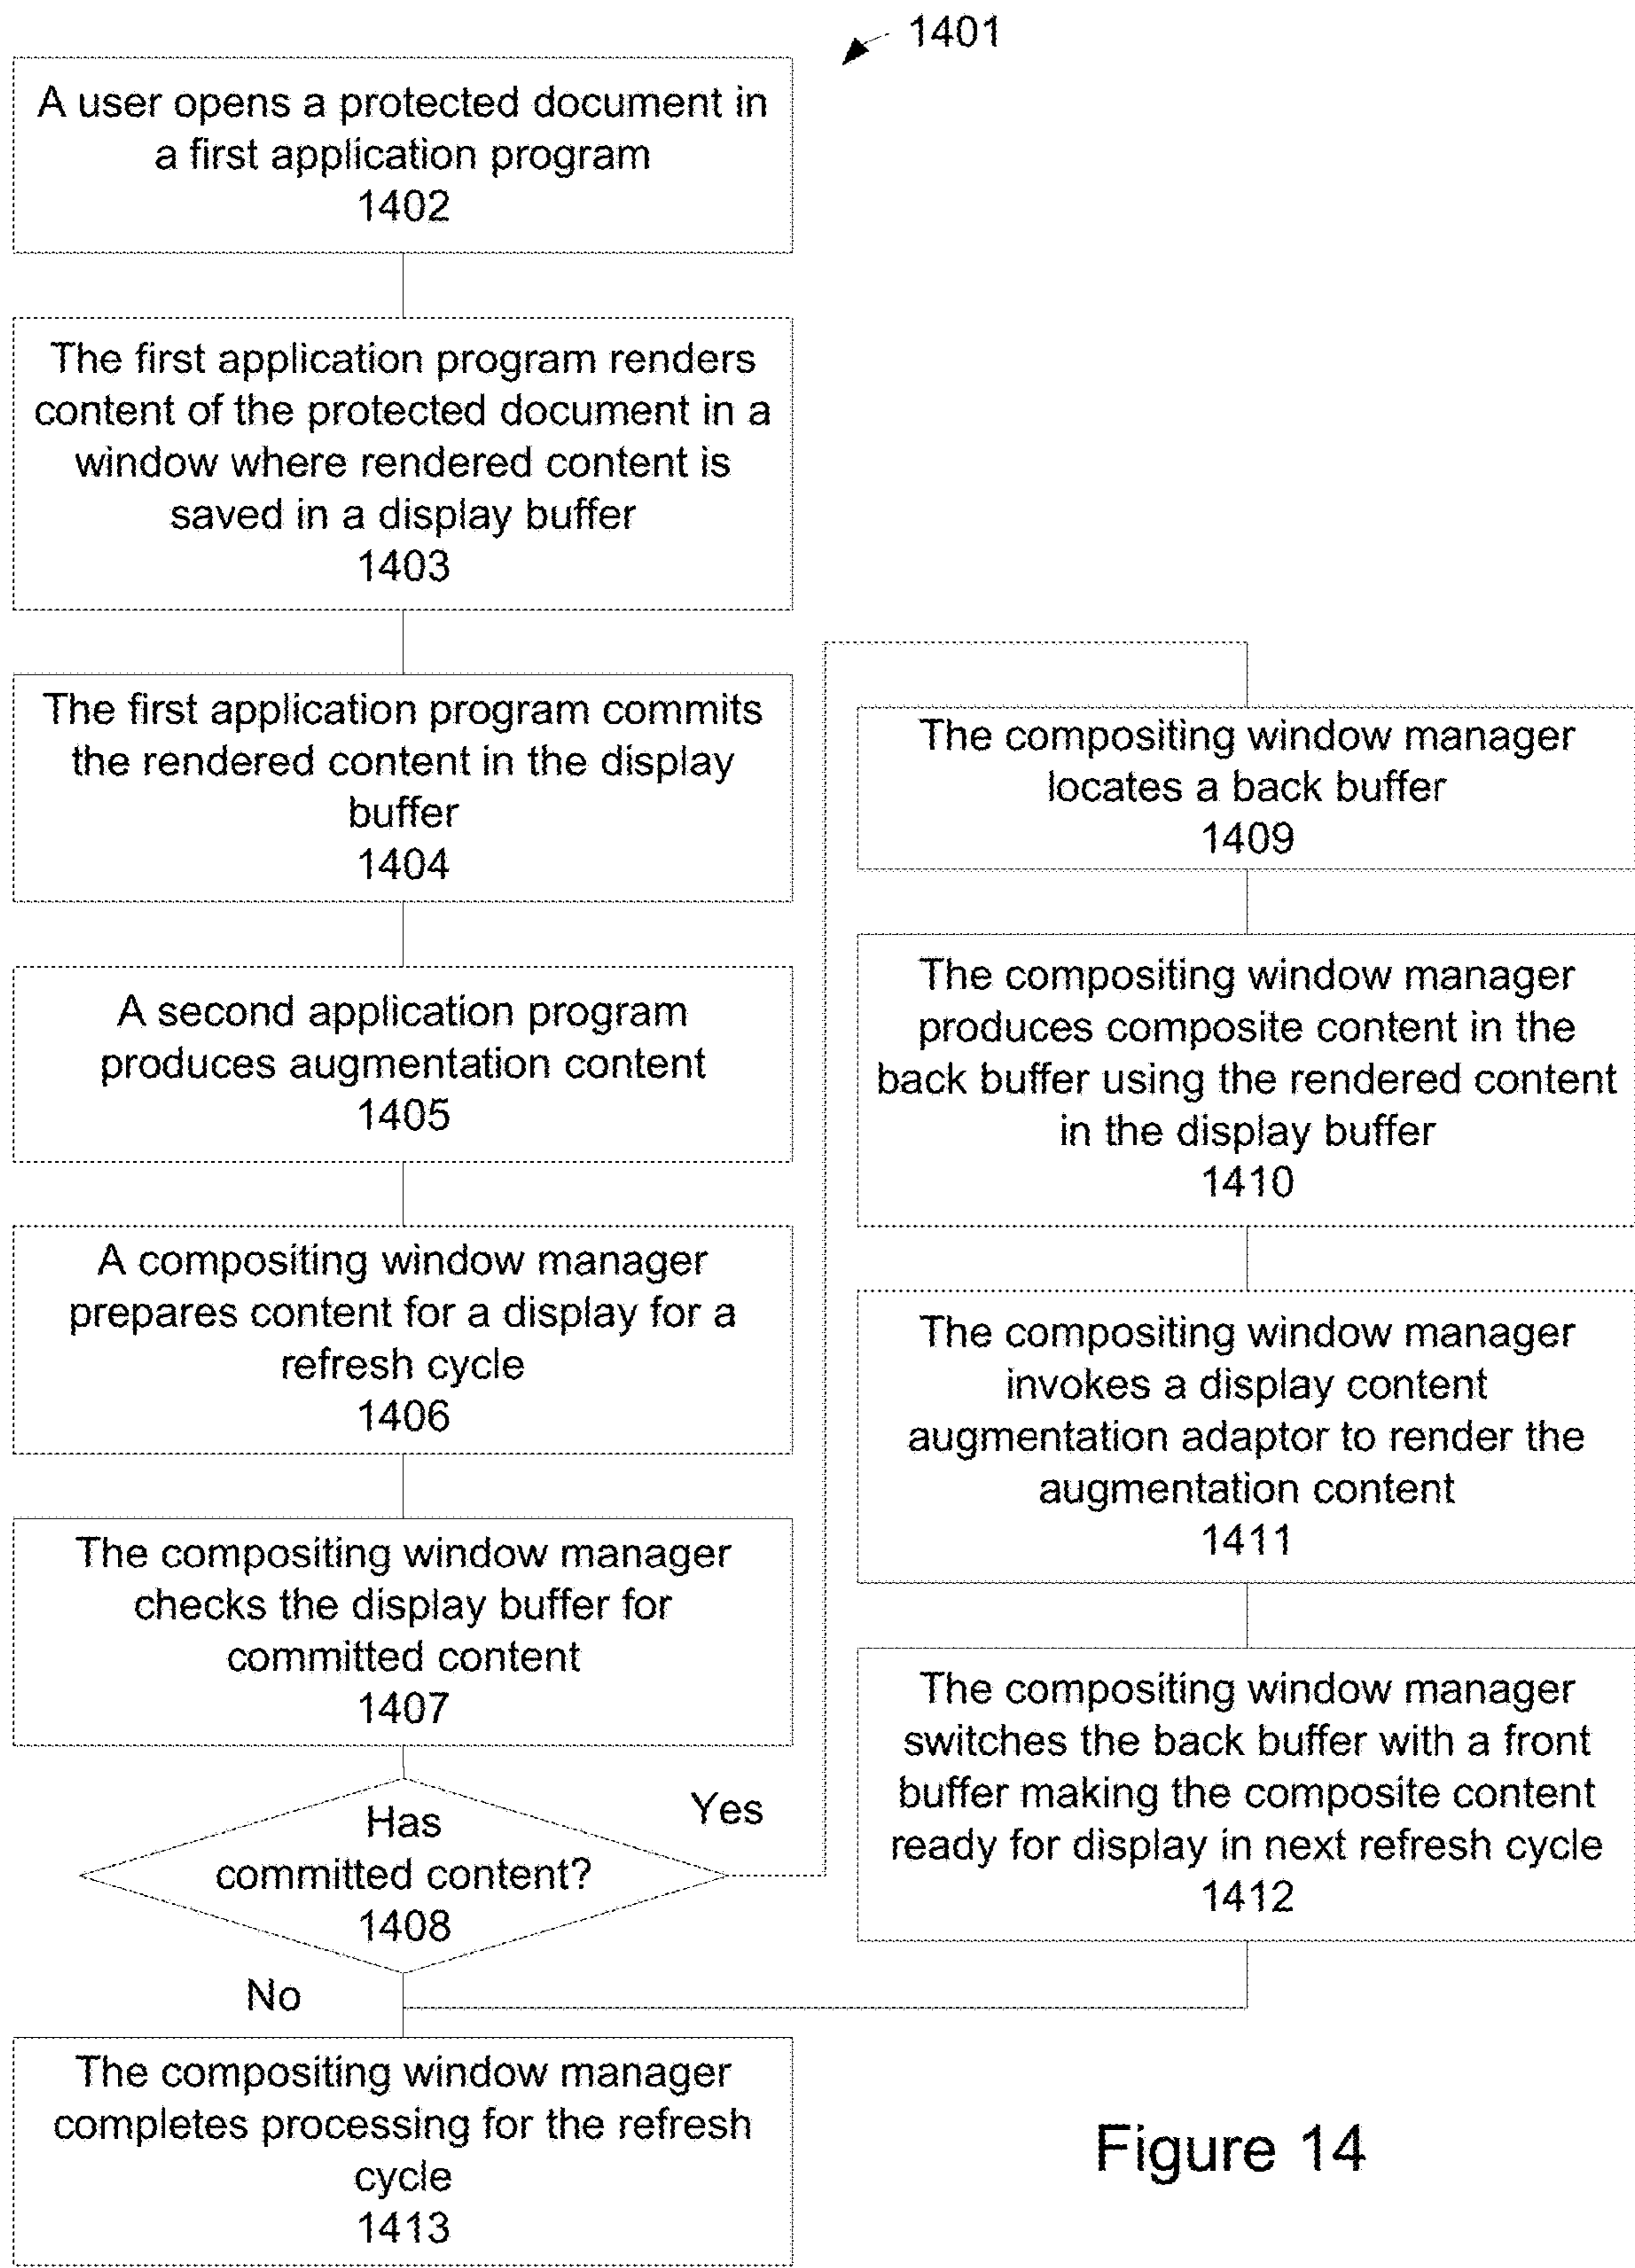 1401
A user opens a protected document in
a first application program
1402
The first application program renders
content of the protected document in a
window where rendered content is
saved in a display buffer
1403
The first application program commits
the rendered content in the display
buffer
1404
A second application program
produces augmentation content
1405
A compositing window manager
prepares content for a display for a
refresh cycle
1406
The compositing window manager
checks the display buffer for
committed content
1407
Has
committed content?
1408
Yes
No
The compositing window manager
locates a back buffer
1409
The compositing window manager
produces composite content in the
back buffer using the rendered content
in the display buffer
1410
The compositing window manager
invokes a display content
augmentation adaptor to render the
augmentation content
1411
The compositing window manager
switches the back buffer with a front
buffer making the composite content
ready for display in next refresh cycle
1412
The compositing window manager
completes processing for the refresh
cycle
1413
Figure 14